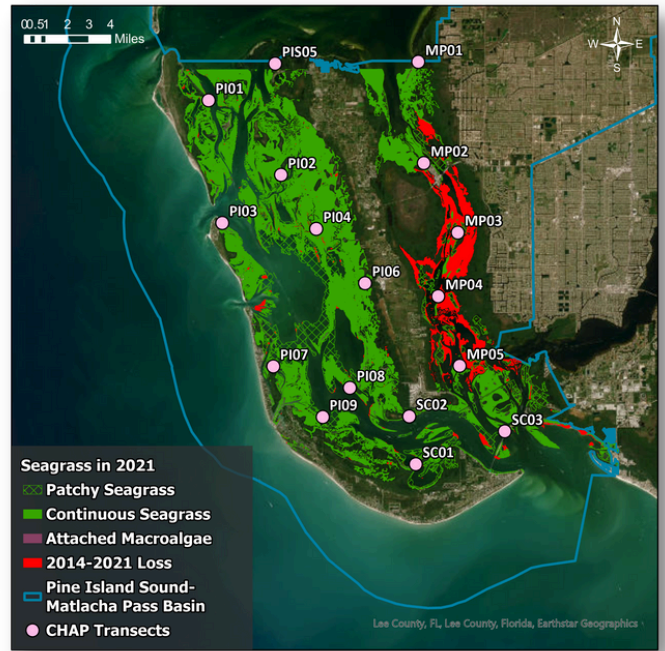 00.51 2 3 4
Miles
N
W E
S
PIS05
MP01
PI01
MP02
PI02
PI03
PI04
MP03
PI06
MP04
PI07
MP05
PI08
PI09
SC02
SC03
SC01
Seagrass in 2021
Patchy Seagrass
Continuous Seagrass
Attached Macroalgae
2014-2021 Loss
Pine Island Sound-
Matlacha Pass Basin
CHAP Transects
Lee County, FL, Lee County, Florida, Earthstar Geographics